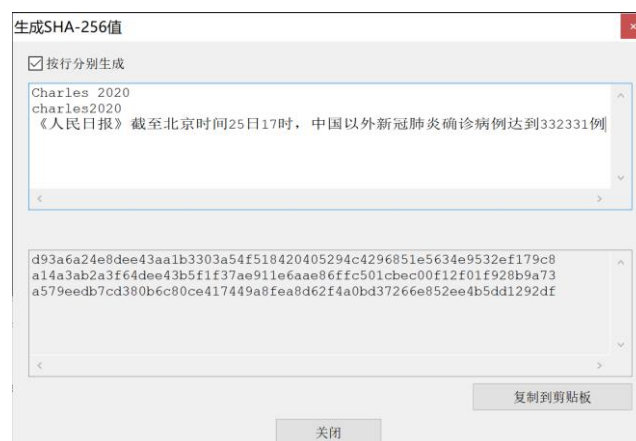 生成SHA-256值
按行分别生成
Charles 2020
charles2020
《人民日报》截至北京时间25日17时，中国以外新冠肺炎确诊病例达到332331例
d93a6a24e8dee43aa1b3303a54f518420405294c4296851e5634e9532ef179c8
a14a3ab2a3f64dee43b5f1f37ae911e6aae86ffc501cbec00f12f01f928b9a73
a579eedb7cd380b6c80ce417449a8fea8d62f4a0bd37266e852ee4b5dd1292df
复制到剪贴板
关闭